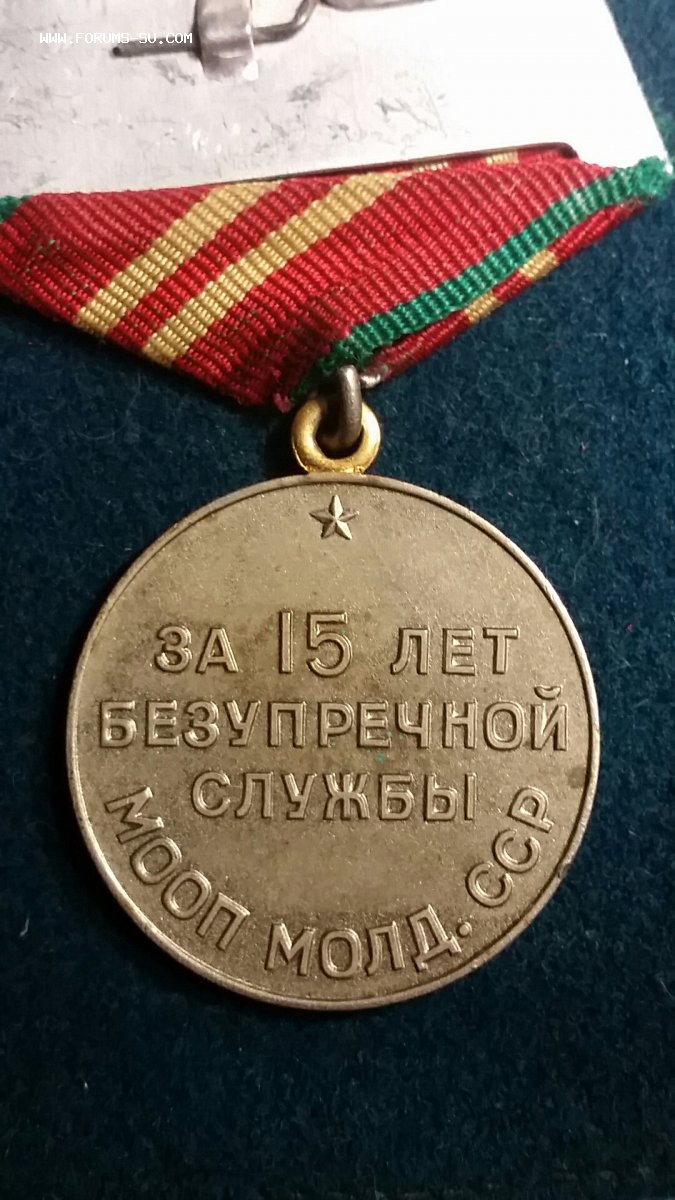 WWW.FORUMS-SU.COM
ЗА 15 ЛЕТ
БЕЗУПРЕЧНОЙ
СЛУЖБЫ
МООП МОЛД. ССР